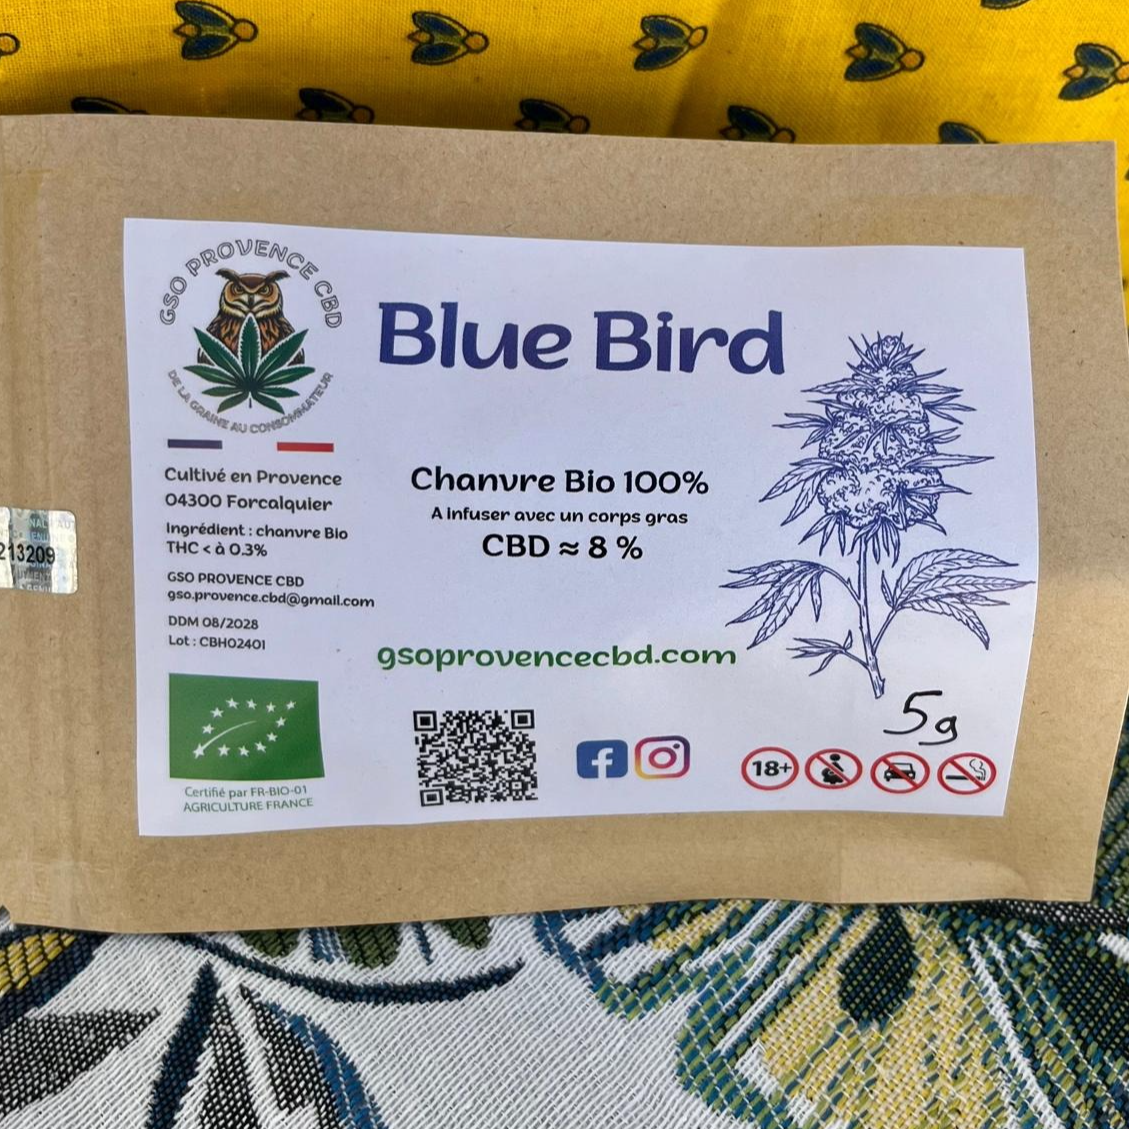 GSO PROVENCE CBD
DE LA GRAINE AU CONSOMMATEUR
Blue Bird
Cultivé en Provence
04300 Forcalquier
Ingrédient : chanvre Bio
THC < à 0.3%
GSO PROVENCE CBD
gso.provence.cbd@gmail.com
DDM 08/2028
Lot : CBH02401
Chanvre Bio 100%
A infuser avec un corps gras
CBD ≈ 8 %
gsoprovencecbd.com
5g
18+
Certifié par FR-BIO-01
AGRICULTURE FRANCE
213209